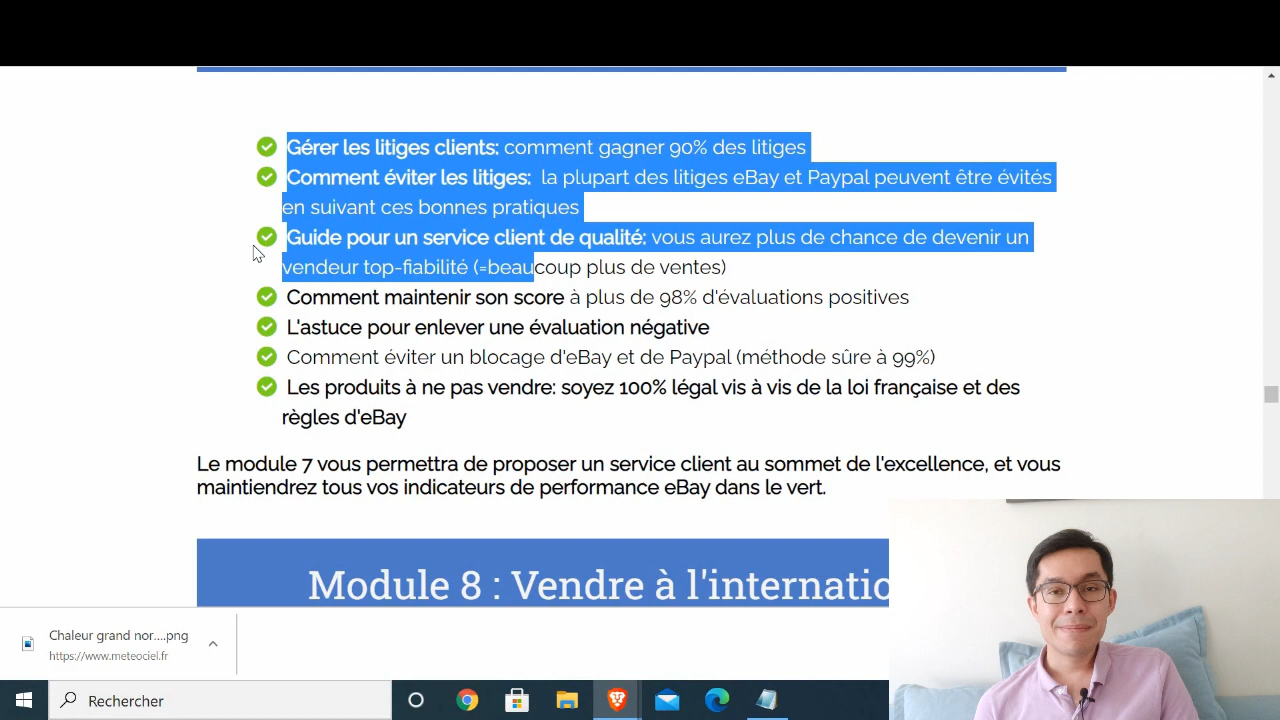 Gérer les litiges clients: comment gagner 90% des litiges
Comment éviter les litiges: la plupart des litiges eBay et Paypal peuvent être évités
en suivant ces bonnes pratiques
Guide pour un service client de qualité: vous aurez plus de chance de devenir un
vendeur top-fiabilité (=beaucoup plus de ventes)
Comment maintenir son score à plus de 98% d'évaluations positives
L'astuce pour enlever une évaluation négative
Comment éviter un blocage d'eBay et de Paypal (méthode sûre à 99%)
Les produits à ne pas vendre: soyez 100% légal vis à vis de la loi française et des
règles d'eBay
Le module 7 vous permettra de proposer un service client au sommet de l'excellence, et vous
maintiendrez tous vos indicateurs de performance eBay dans le vert.
Module 8 : Vendre à l'internatio
Chaleur grand nor....png
https://www.meteociel.fr
Rechercher